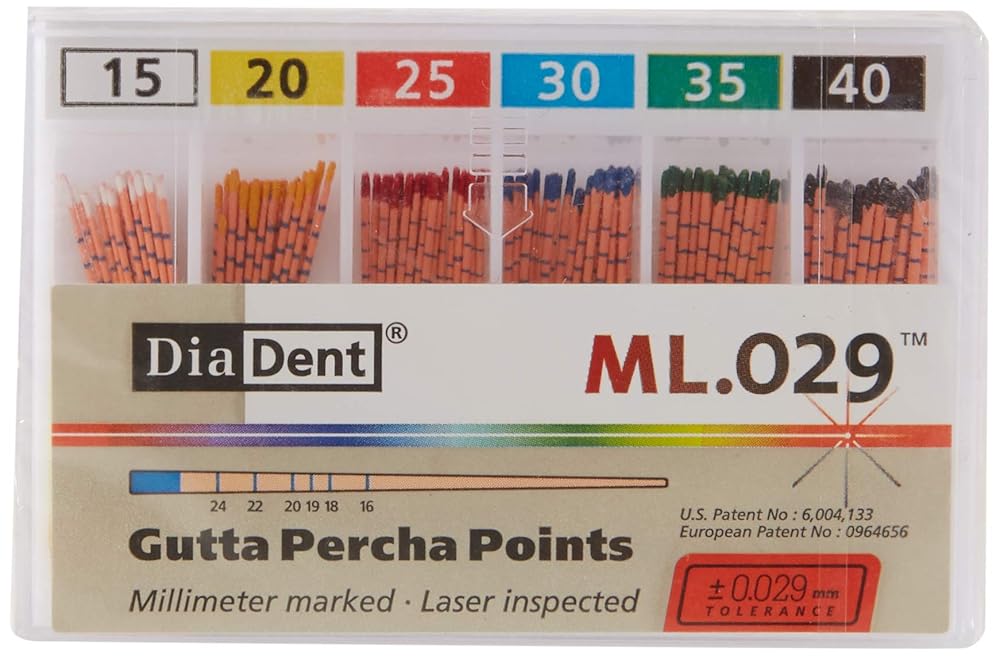 15 20 25 30 35 40
DiaDent®
ML.029™
24 22 20 19 18 16
U.S. Patent No : 6,004,133
European Patent No : 0964656
Gutta Percha Points
Millimeter marked · Laser inspected
± 0.029 mm
TOLERANCE